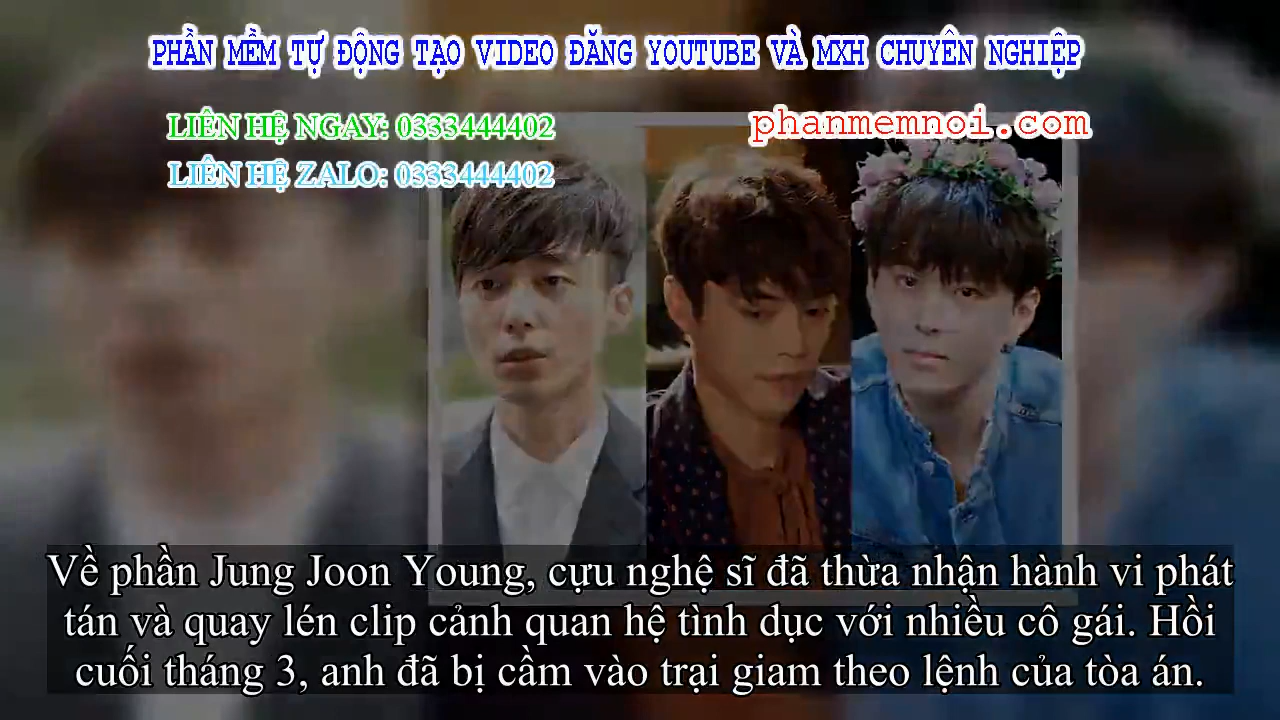 PHẦN MỀM TỰ ĐỘNG TẠO VIDEO ĐĂNG YOUTUBE VÀ MXH CHUYÊN NGHIỆP
LIÊN HỆ NGAY: 0333444402
phanmemnoi.com
LIÊN HỆ ZALO: 0333444402
Về phần Jung Joon Young, cựu nghệ sĩ đã thừa nhận hành vi phát
tán và quay lén clip cảnh quan hệ tình dục với nhiều cô gái. Hồi
cuối tháng 3, anh đã bị cầm vào trại giam theo lệnh của tòa án.